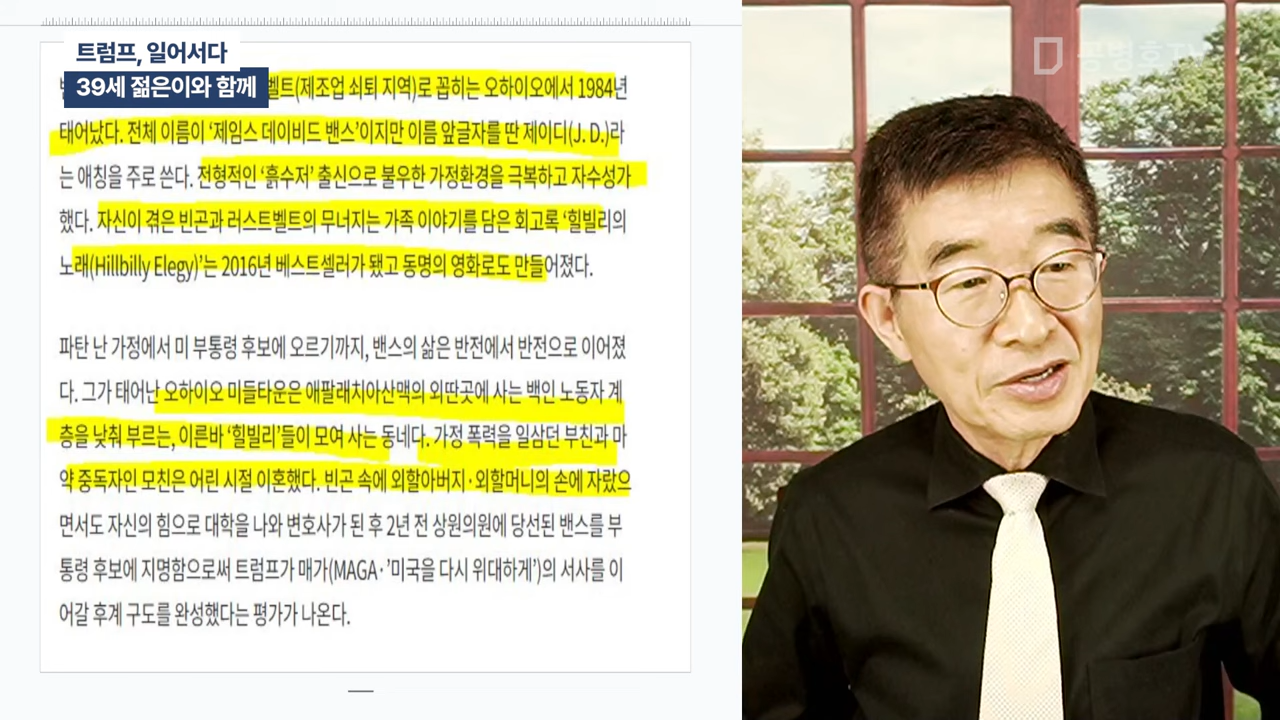 트럼프, 일어서다
39세 젊은이와 함께
벨트(제조업 쇠퇴 지역)로 꼽히는 오하이오에서 1984년
태어났다. 전체 이름이 ‘제임스 데이비드 밴스’이지만 이름 앞글자를 딴 제이디(J. D.)라
는 애칭을 주로 쓴다. 전형적인 ‘흙수저’ 출신으로 불우한 가정환경을 극복하고 자수성가
했다. 자신이 겪은 빈곤과 러스트벨트의 무너지는 가족 이야기를 담은 회고록 ‘힐빌리의
노래(Hillbilly Elegy)’는 2016년 베스트셀러가 됐고 동명의 영화로도 만들어졌다.
파탄 난 가정에서 미 부통령 후보에 오르기까지, 밴스의 삶은 반전에서 반전으로 이어졌
다. 그가 태어난 오하이오 미들타운은 애팔래치아산맥의 외딴곳에 사는 백인 노동자 계
층을 낮춰 부르는, 이른바 ‘힐빌리’들이 모여 사는 동네다. 가정 폭력을 일삼던 부친과 마
약 중독자인 모친은 어린 시절 이혼했다. 빈곤 속에 외할아버지·외할머니의 손에 자랐으
면서도 자신의 힘으로 대학을 나와 변호사가 된 후 2년 전 상원의원에 당선된 밴스를 부
통령 후보에 지명함으로써 트럼프가 매가(MAGA·’미국을 다시 위대하게’)의 서사를 이
어갈 후계 구도를 완성했다는 평가가 나온다.
공병호TV